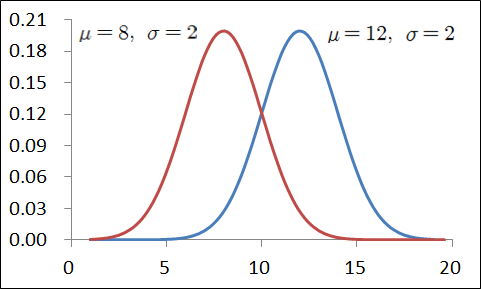 0.21
μ = 8, σ = 2
μ = 12, σ = 2
0.18
0.15
0.12
0.09
0.06
0.03
0.00
0 5 10 15 20